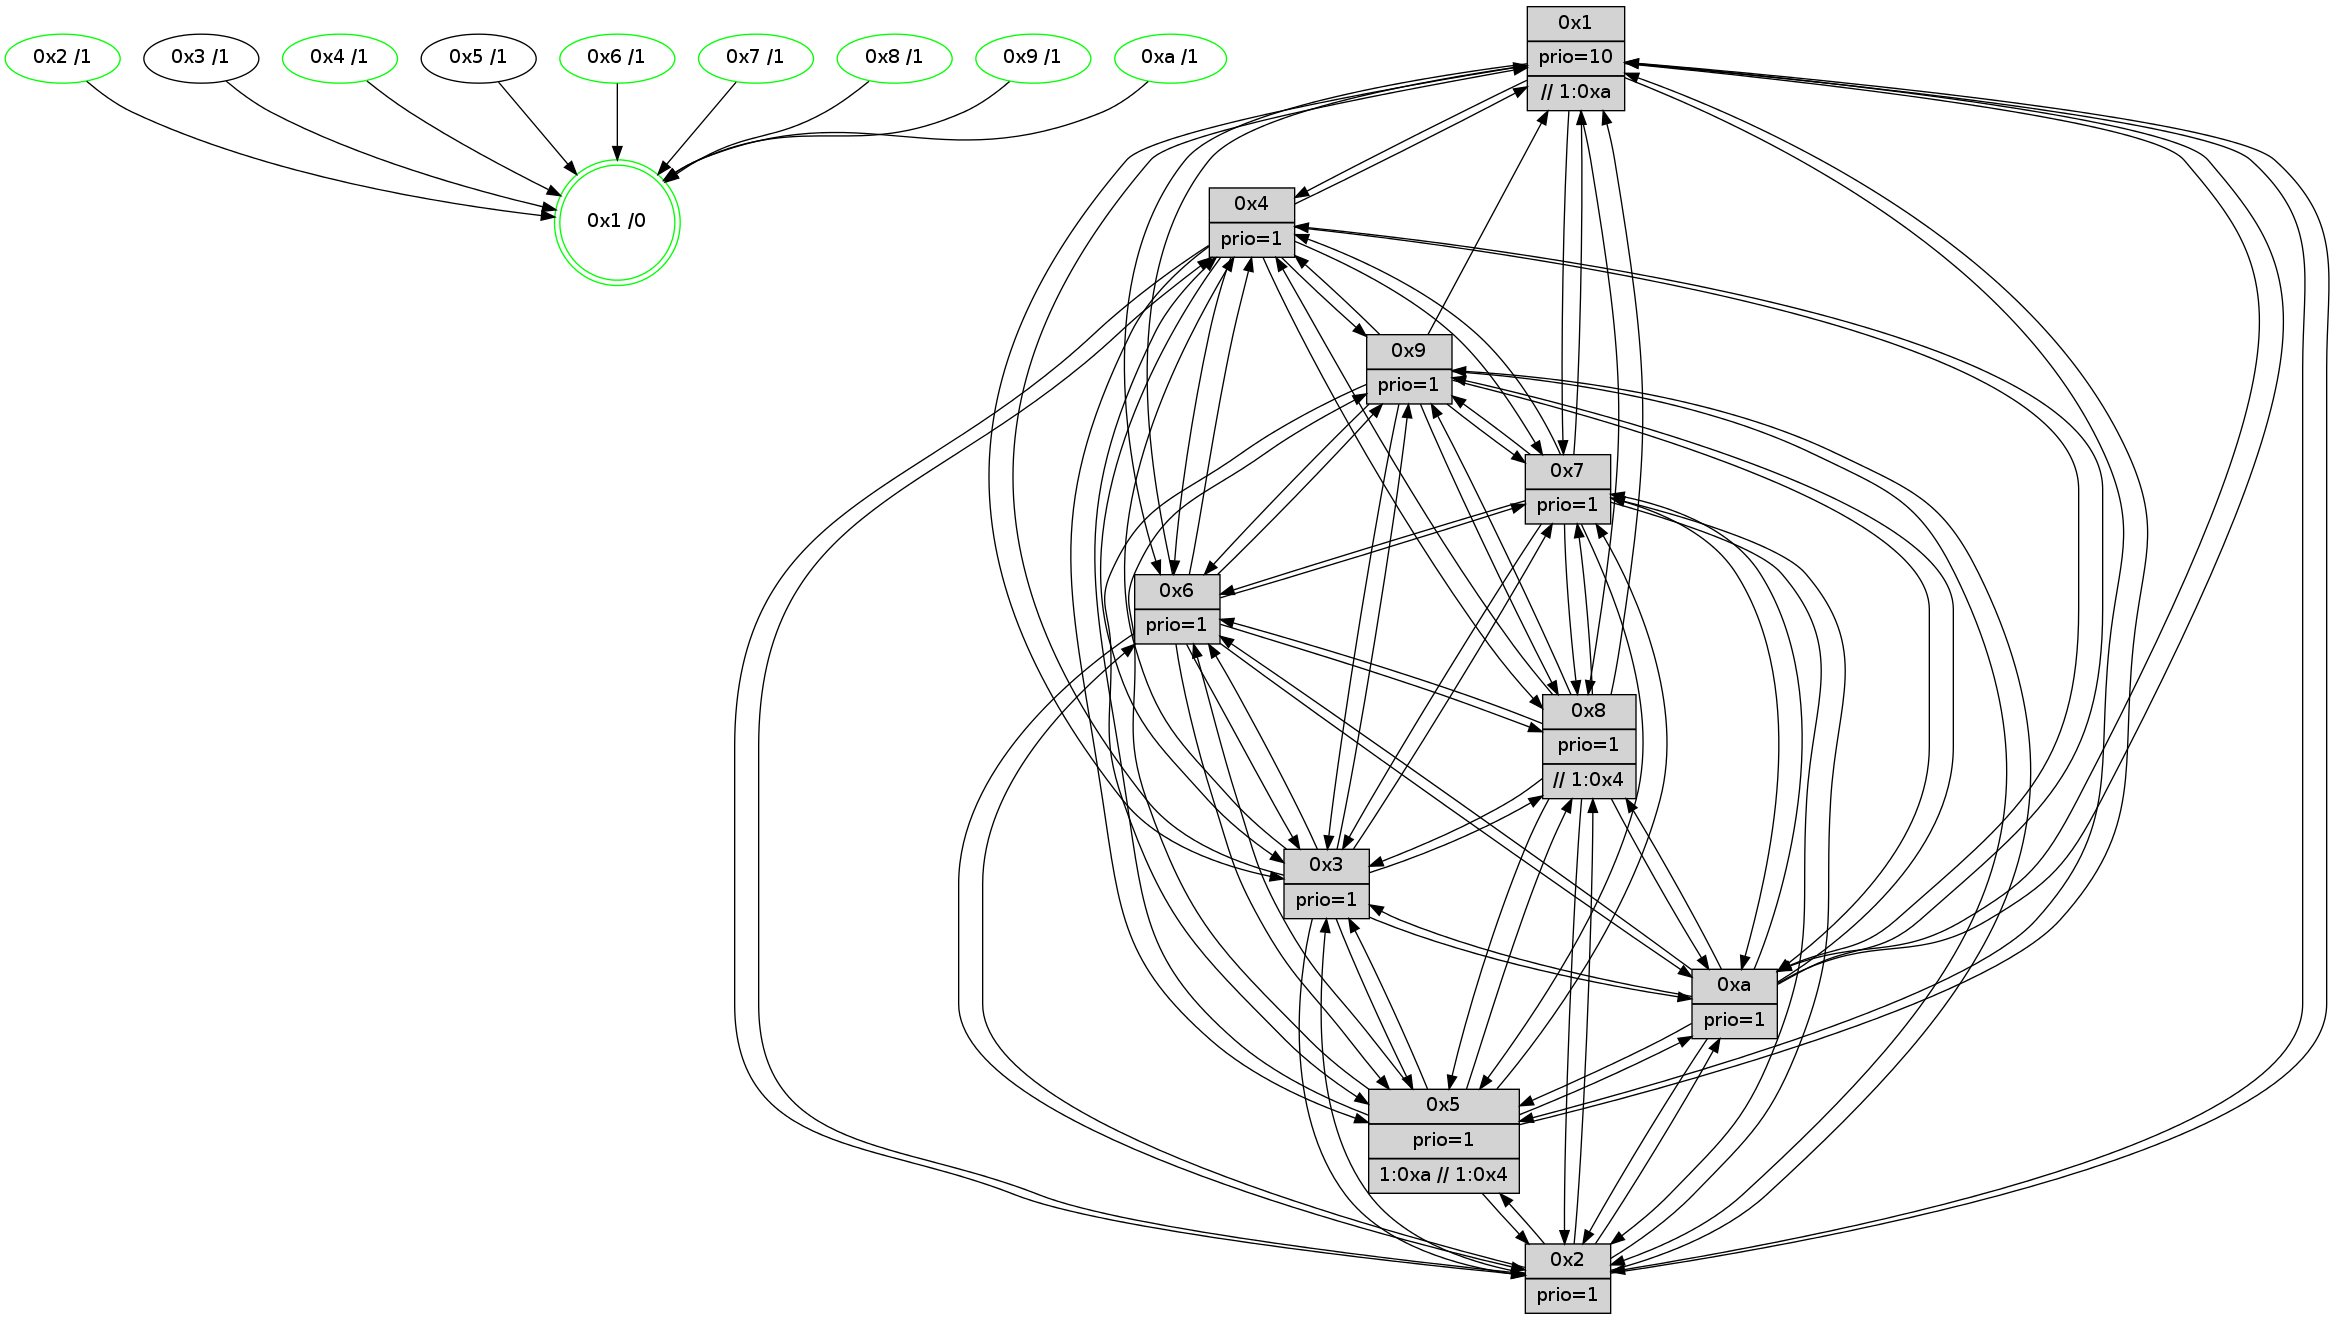 0x2 /1
0x3 /1
0x4 /1
0x5 /1
0x6 /1
0x7 /1
0x8 /1
0x9 /1
0xa /1
0x1 /0
0x1
prio=10
// 1:0xa
0x4
prio=1
0x9
prio=1
0x7
prio=1
0x6
prio=1
0x8
prio=1
// 1:0x4
0x3
prio=1
0xa
prio=1
0x5
prio=1
1:0xa // 1:0x4
0x2
prio=1